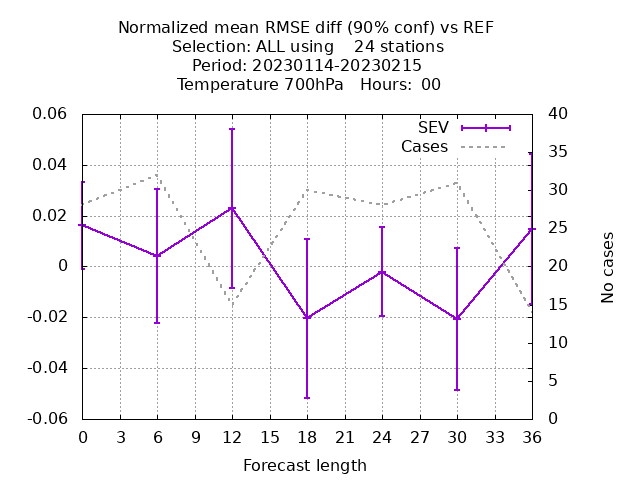 Normalized mean RMSE diff (90% conf) vs REF
Selection: ALL using    24 stations
Period: 20230114-20230215
Temperature 700hPa   Hours:  00
SEV
Cases
0.06
0.04
0.02
0
-0.02
-0.04
-0.06
40
35
30
25
20
15
10
5
0
No cases
0 3 6 9 12 15 18 21 24 27 30 33 36
Forecast length